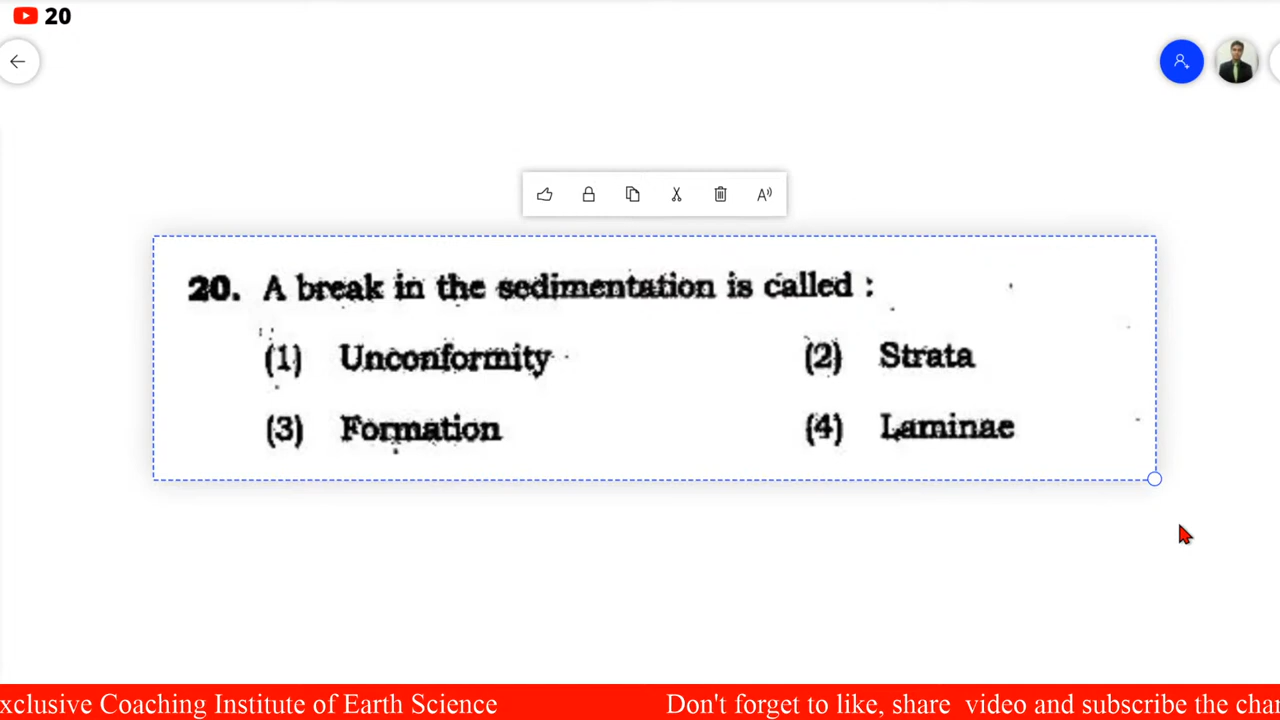 20
A ⁾⁾
20. A break in the sedimentation is called :
(1) Unconformity (2) Strata
(3) Formation (4) Laminae
xclusive Coaching Institute of Earth Science Don't forget to like, share video and subscribe the chan